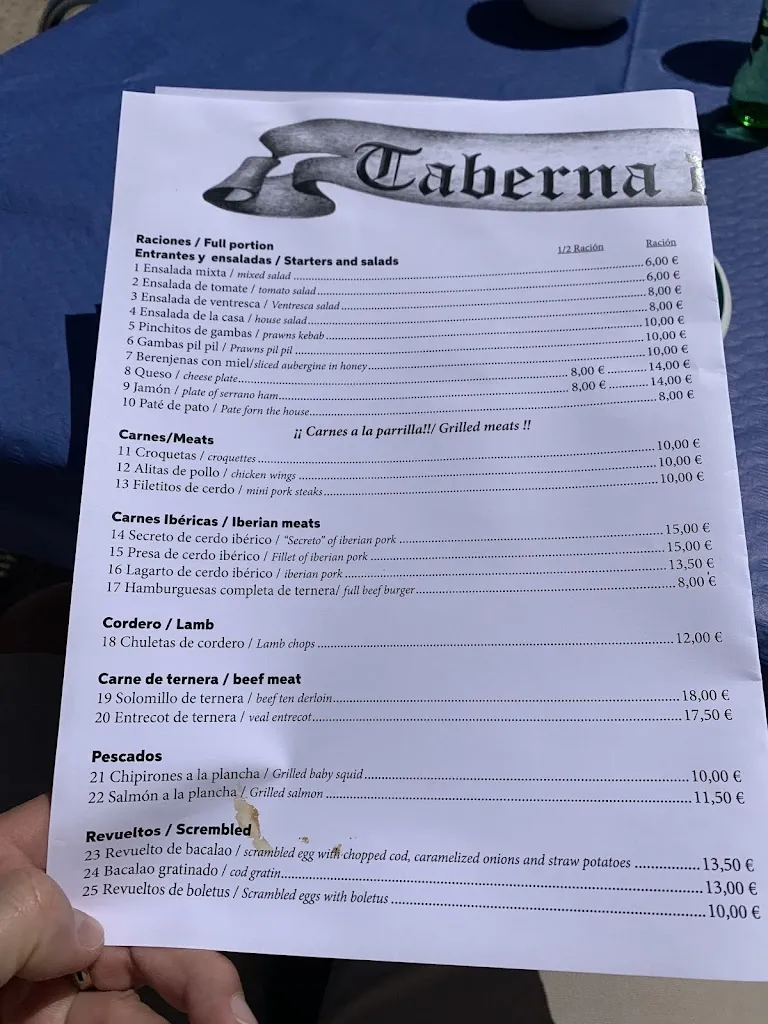 Taberna
Raciones / Full portion
Entrantes y ensaladas / Starters and salads 1/2 Ración Ración
1 Ensalada mixta / mixed salad 6,00 €
2 Ensalada de tomate / tomato salad 6,00 €
3 Ensalada de ventresca / Ventresca salad 8,00 €
4 Ensalada de la casa / house salad 8,00 €
5 Pinchitos de gambas / prawns kebab 10,00 €
6 Gambas pil pil / Prawns pil pil 10,00 €
7 Berenjenas con miel/sliced aubergine in honey 10,00 €
8 Queso / cheese plate 8,00 € 14,00 €
9 Jamón / plate of serrano ham 8,00 € 14,00 €
10 Paté de pato / Pate forn the house 8,00 €
¡¡ Carnes a la parrilla!!/ Grilled meats !!
Carnes/Meats
11 Croquetas / croquettes 10,00 €
12 Alitas de pollo / chicken wings 10,00 €
13 Filetitos de cerdo / mini pork steaks 10,00 €
Carnes Ibéricas / Iberian meats
14 Secreto de cerdo ibérico / "Secreto" of iberian pork 15,00 €
15 Presa de cerdo ibérico / Fillet of iberian pork 15,00 €
16 Lagarto de cerdo ibérico / iberian pork 13,50 €
17 Hamburguesas completa de ternera/ full beef burger 8,00 €
Cordero / Lamb
18 Chuletas de cordero / Lamb chops 12,00 €
Carne de ternera / beef meat
19 Solomillo de ternera / beef ten derloin 18,00 €
20 Entrecot de ternera / veal entrecot 17,50 €
Pescados
21 Chipirones a la plancha / Grilled baby squid 10,00 €
22 Salmón a la plancha / Grilled salmon 11,50 €
Revueltos / Scrembled
23 Revuelto de bacalao / scrambled egg with chopped cod, caramelized onions and straw potatoes 13,50 €
24 Bacalao gratinado / cod gratin 13,00 €
25 Revueltos de boletus / Scrambled eggs with boletus 10,00 €